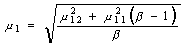 μ₁ = √((μ₁₂² + μ₁₁²(β − 1)) / β)